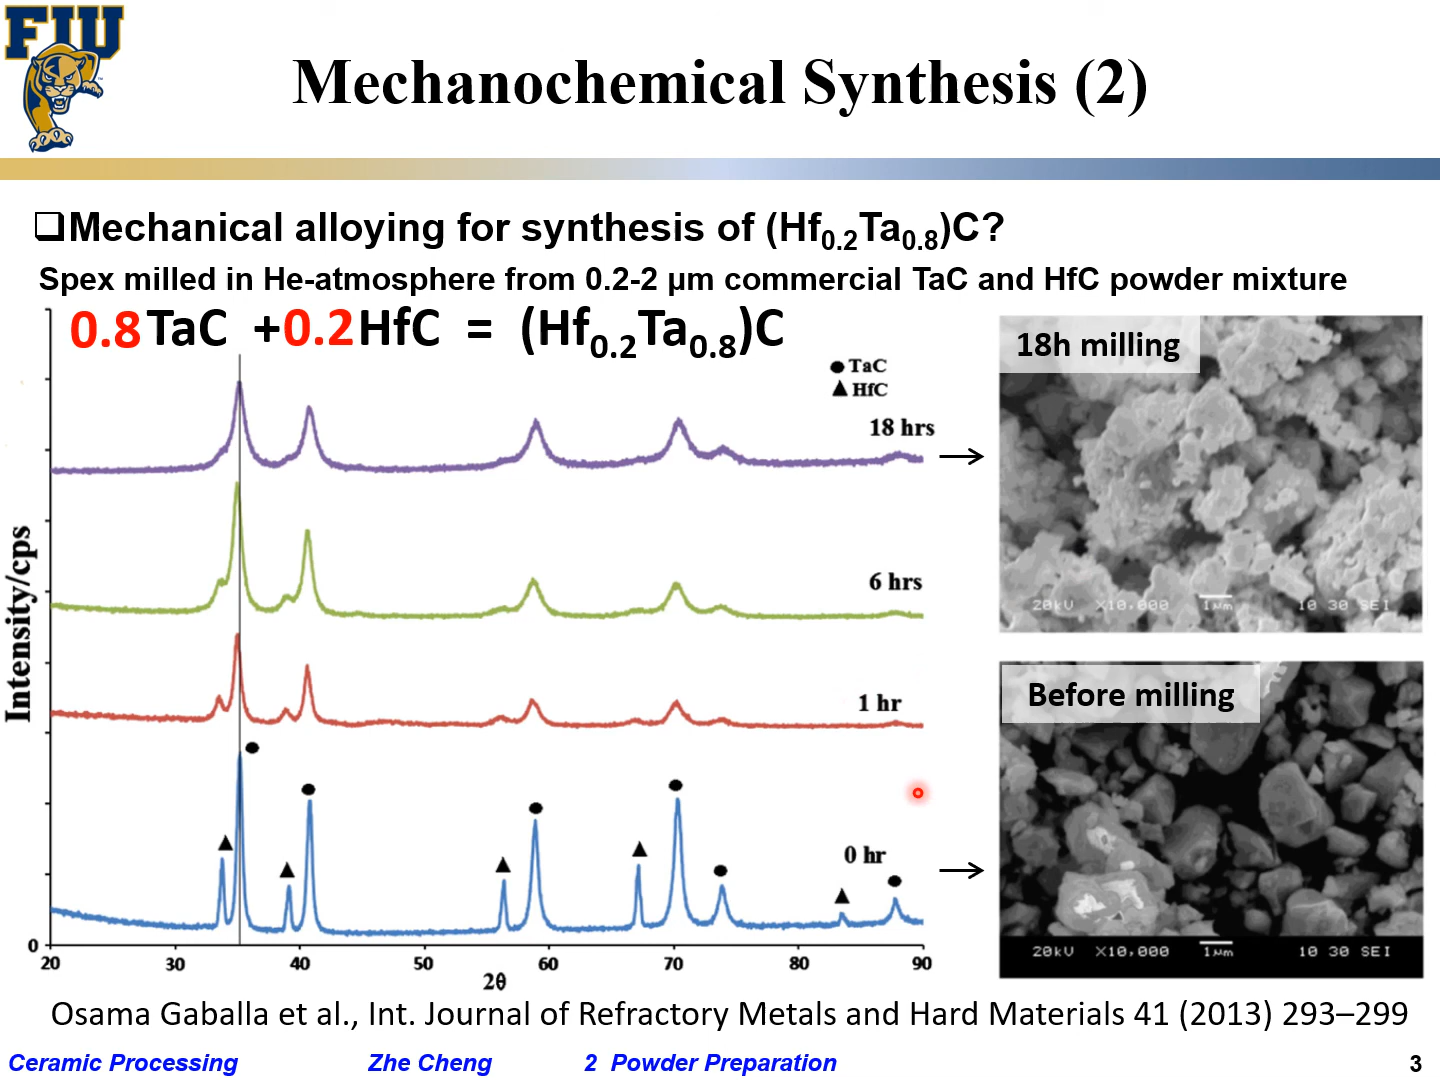 FIU
Mechanochemical Synthesis (2)
Mechanical alloying for synthesis of (Hf0.2Ta0.8)C?
Spex milled in He-atmosphere from 0.2-2 µm commercial TaC and HfC powder mixture
0.8TaC +0.2HfC = (Hf0.2Ta0.8)C
● TaC
▲ HfC
18 hrs
6 hrs
1 hr
0 hr
Intensity/cps
0
20 30 40 50 60 70 80 90
2θ
18h milling
20kV X10,000 1µm 10 30 SEI
Before milling
20kV X10,000 1µm 10 30 SEI
Osama Gaballa et al., Int. Journal of Refractory Metals and Hard Materials 41 (2013) 293–299
Ceramic Processing Zhe Cheng 2 Powder Preparation 3